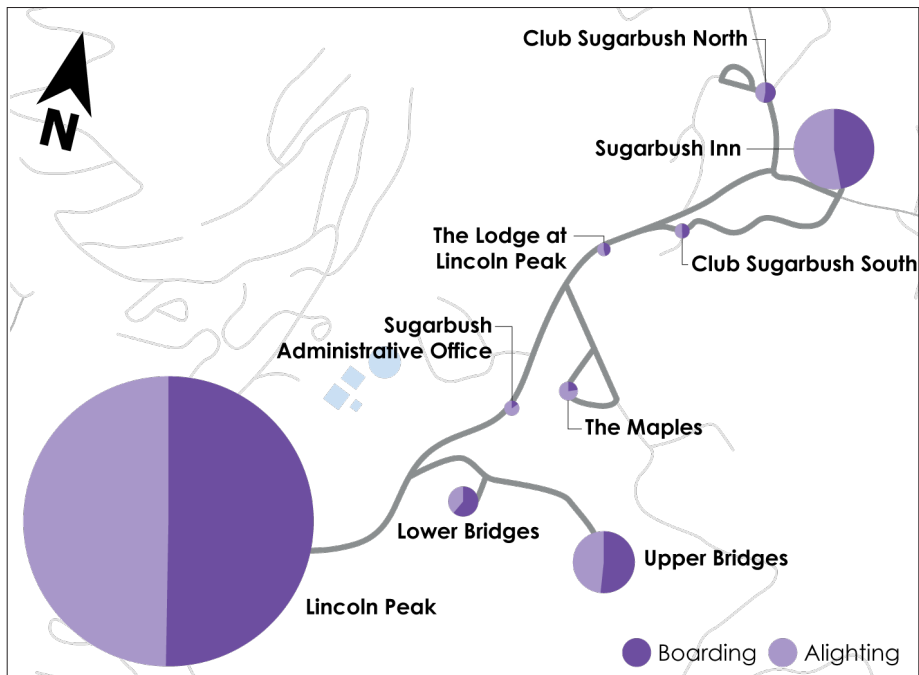 Club Sugarbush North
N
Sugarbush Inn
The Lodge at
Lincoln Peak
Club Sugarbush South
Sugarbush
Administrative Office
The Maples
Lower Bridges
Upper Bridges
Lincoln Peak
Boarding
Alighting